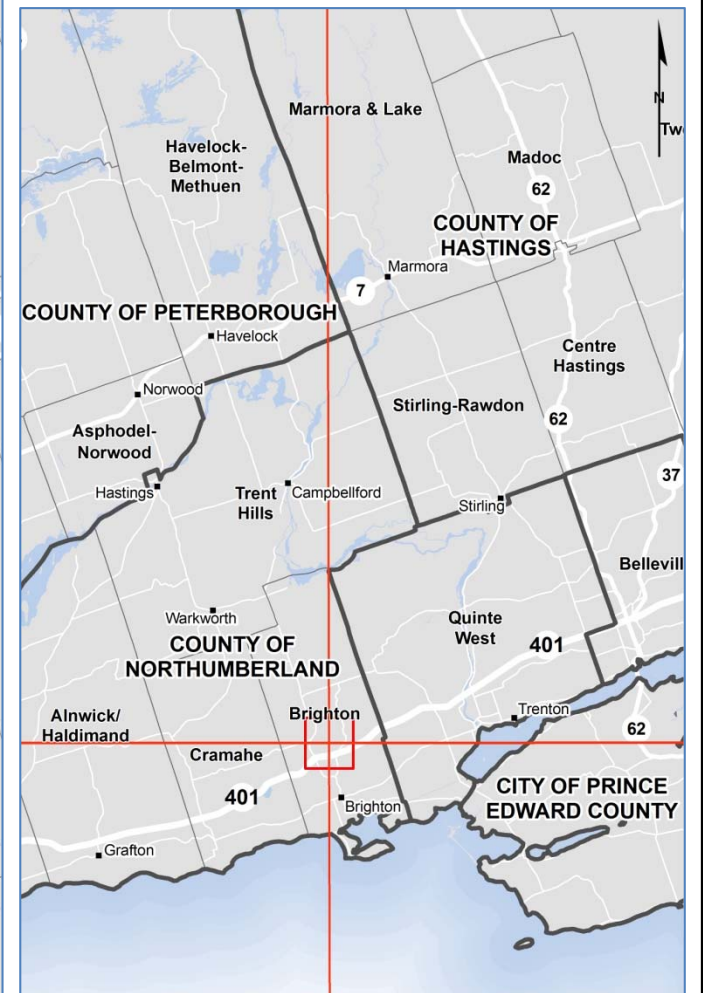 Marmora & Lake
N
Tw
Havelock-
Belmont-
Methuen
Madoc
62
COUNTY OF
HASTINGS
Marmora
7
COUNTY OF PETERBOROUGH
Havelock
Centre
Hastings
Norwood
Stirling-Rawdon
62
Asphodel-
Norwood
37
Hastings
Trent
Hills
Campbellford
Stirling
Bellevill
Warkworth
Quinte
West
COUNTY OF
NORTHUMBERLAND
401
Alnwick/
Haldimand
Brighton
Trenton
62
Cramahe
CITY OF PRINCE
EDWARD COUNTY
401
Brighton
Grafton